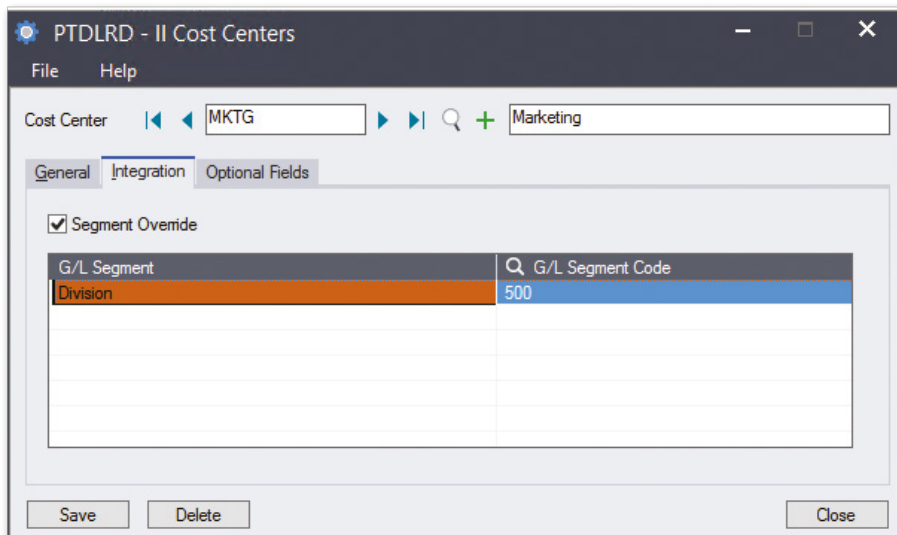 PTDLRD - II Cost Centers
File Help
Cost Center MKTG Marketing
General Integration Optional Fields
Segment Override
G/L Segment G/L Segment Code
Division 500
Save Delete Close